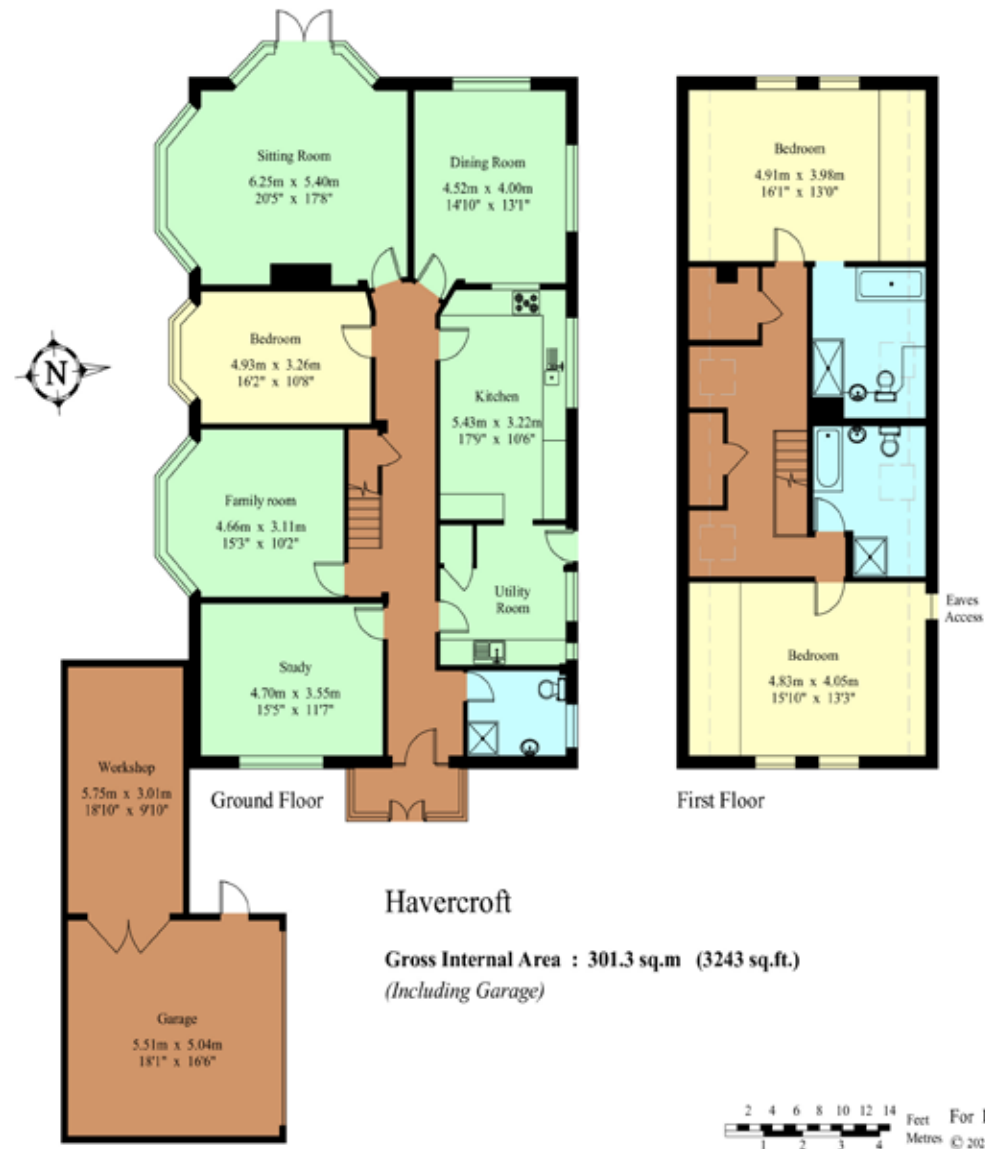 Sitting Room
6.25m x 5.40m
20'5" x 17'8"
Dining Room
4.52m x 4.00m
14'10" x 13'1"
Bedroom
4.93m x 3.26m
16'2" x 10'8"
Kitchen
5.43m x 3.22m
17'9" x 10'6"
Family room
4.66m x 3.11m
15'3" x 10'2"
Utility
Room
Study
4.70m x 3.55m
15'5" x 11'7"
Workshop
5.75m x 3.01m
18'10" x 9'10"
Garage
5.51m x 5.04m
18'1" x 16'6"
Ground Floor
N
Bedroom
4.91m x 3.98m
16'1" x 13'0"
Bedroom
4.83m x 4.05m
15'10" x 13'3"
Eaves
Access
First Floor
Havercroft
Gross Internal Area : 301.3 sq.m (3243 sq.ft.)
(Including Garage)
2 4 6 8 10 12 14 Feet
1 2 3 4 Metres
For
© 202